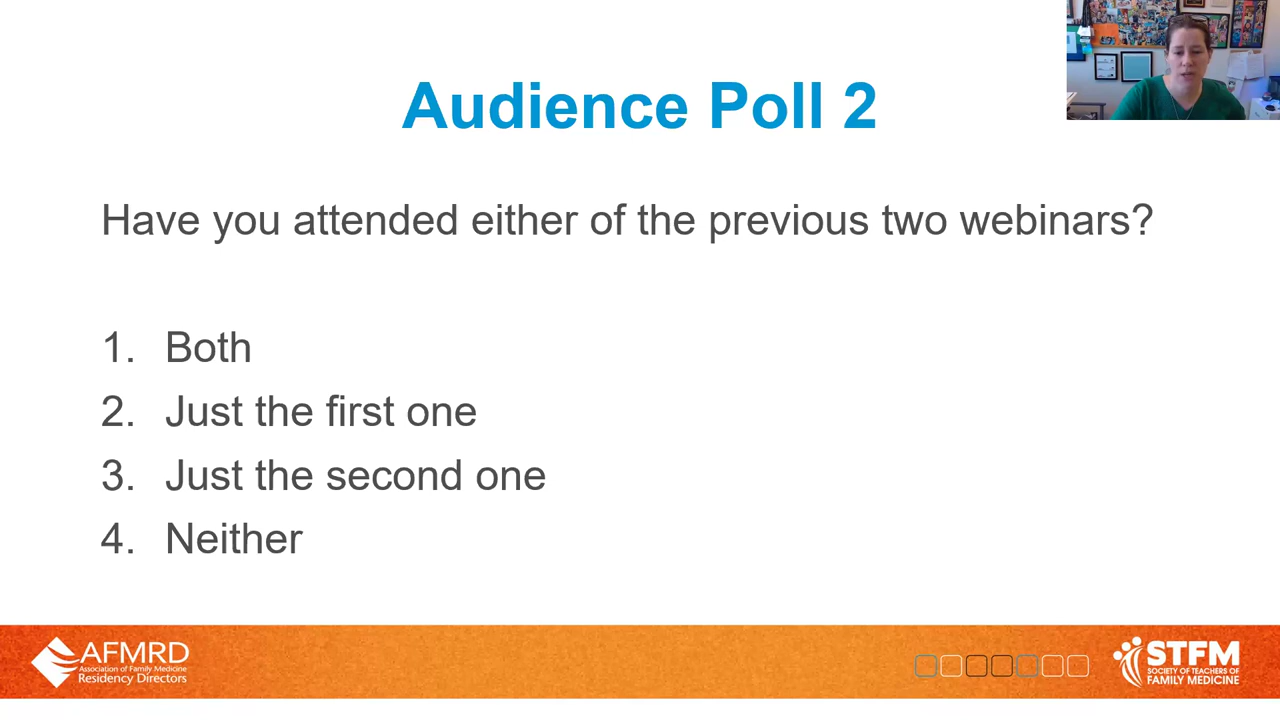 Audience Poll 2
Have you attended either of the previous two webinars?
1. Both
2. Just the first one
3. Just the second one
4. Neither
AFMRD
Association of Family Medicine
Residency Directors
STFM
SOCIETY OF TEACHERS OF
FAMILY MEDICINE